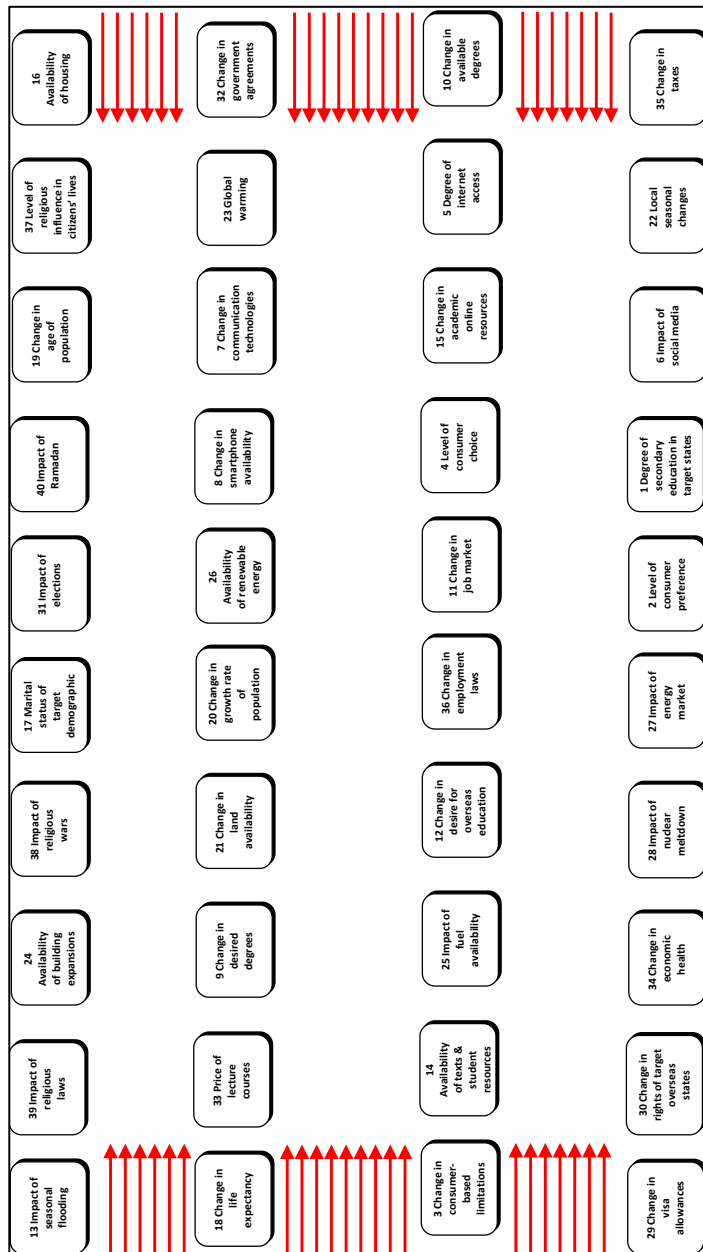 13 Impact of
seasonal
flooding
39 Impact of
religious
laws
24
Availability
of building
expansions
38 Impact of
religious
wars
17 Marital
status of
target
demographic
31 Impact of
elections
40 Impact of
Ramadan
19 Change in
age of
population
37 Level of
religious
influence in
citizens' lives
16
Availability
of housing
18 Change in
life
expectancy
33 Price of
lecture
courses
9 Change in
desired
degrees
21 Change in
land
availability
20 Change in
growth rate
of
population
26
Availability
of renewable
energy
8 Change in
smartphone
availability
7 Change in
communication
technologies
23 Global
warming
32 Change in
government
agreements
3 Change in
consumer-
based
limitations
14
Availability
of texts &
student
resources
25 Impact of
fuel
availability
12 Change in
desire for
overseas
education
36 Change in
employment
laws
11 Change in
job market
4 Level of
consumer
choice
15 Change in
academic
online
resources
5 Degree of
internet
access
10 Change in
available
degrees
29 Change in
visa
allowances
30 Change in
rights of target
overseas
states
34 Change in
economic
health
28 Impact of
nuclear
meltdown
27 Impact of
energy
market
2 Level of
consumer
preference
1 Degree of
secondary
education in
target states
6 Impact of
social media
22 Local
seasonal
changes
35 Change in
taxes